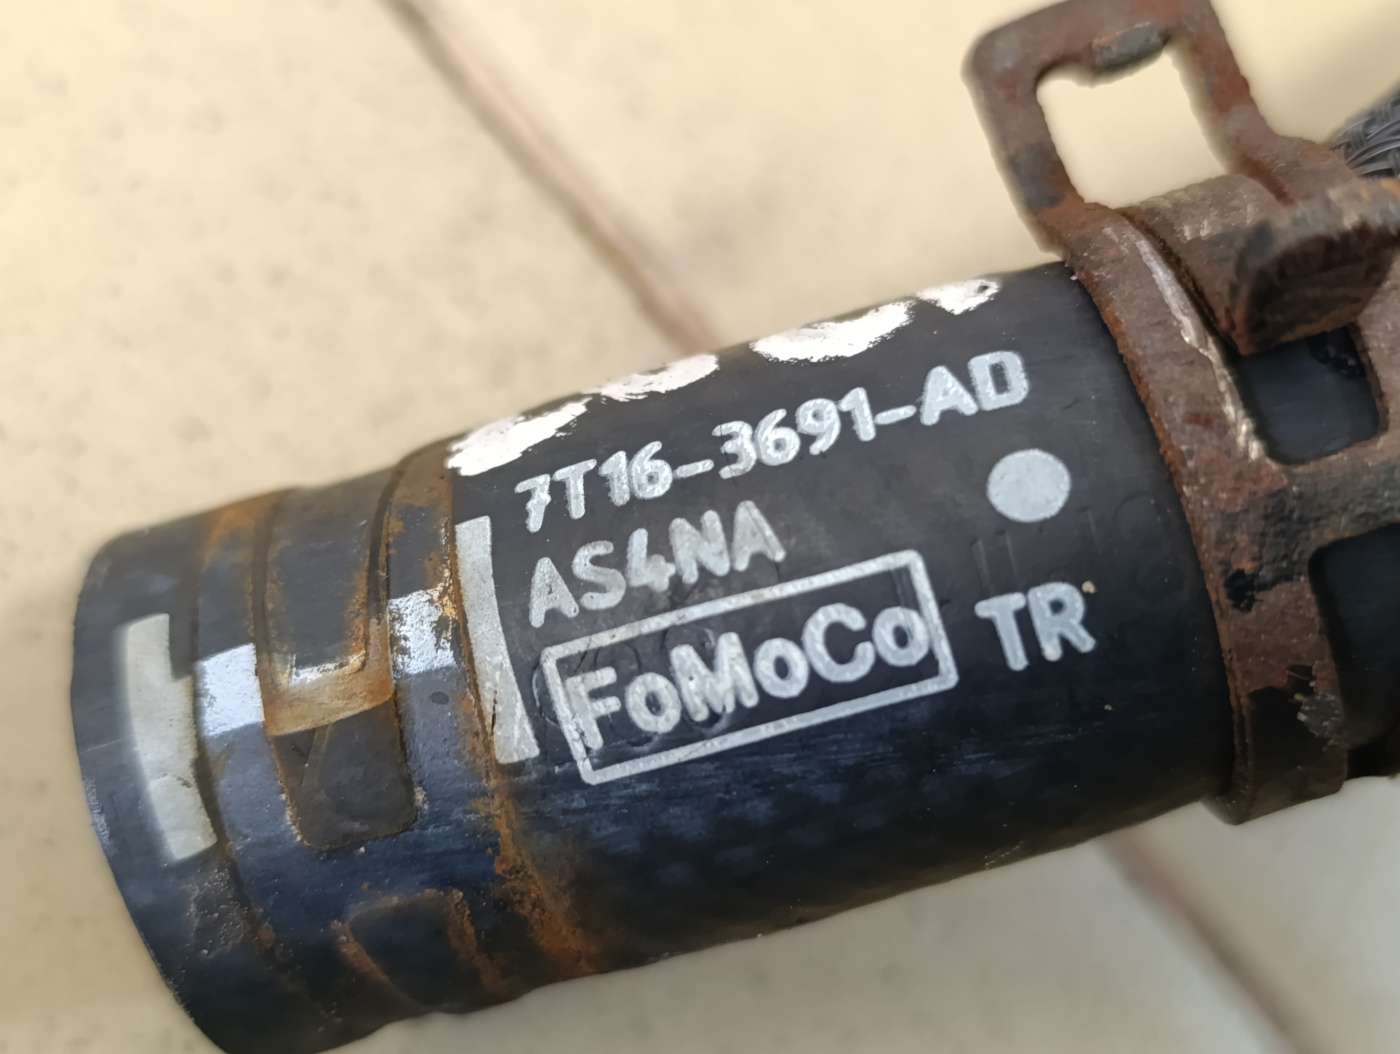 7T16-3691-AD
AS4NA
FoMoCo TR